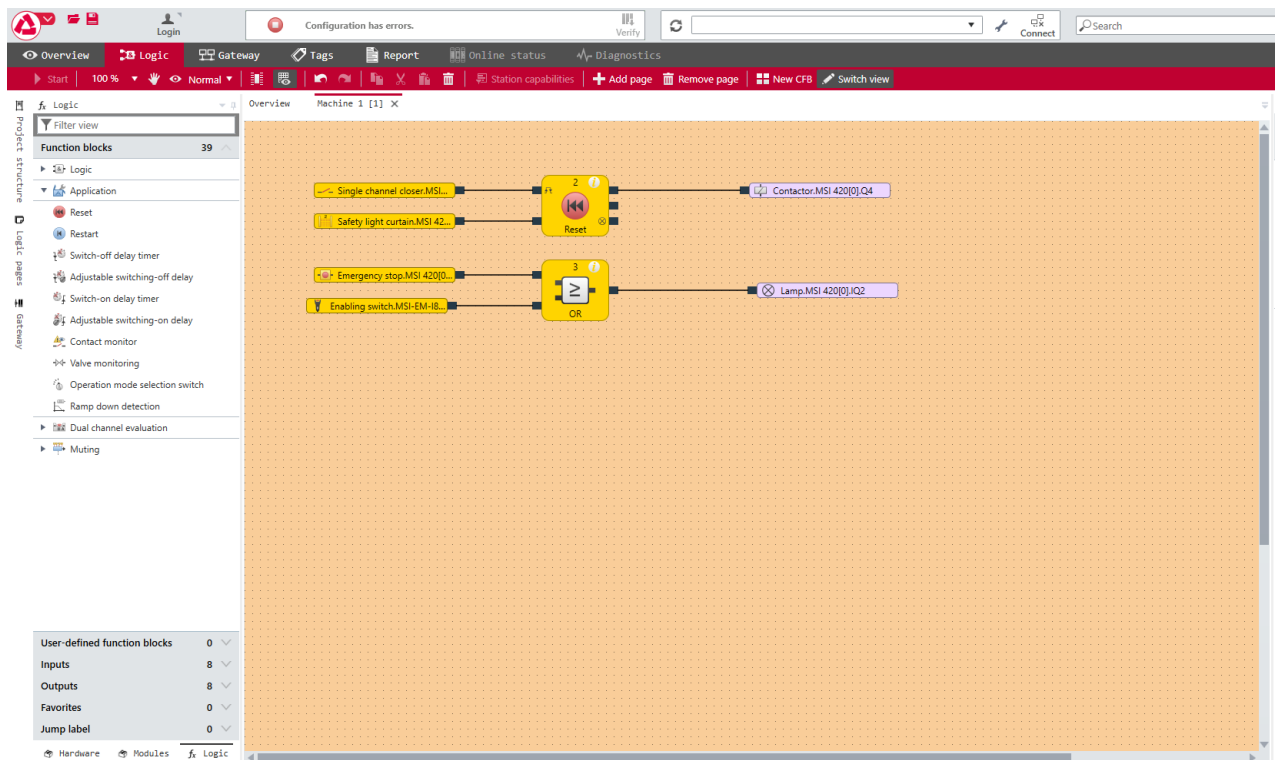 Login
Configuration has errors.
Verify
Connect
Search
Overview Logic Gateway Tags Report Online status Diagnostics
Start 100 % Normal Station capabilities Add page Remove page New CFB Switch view
Project structure
Logic pages
Gateway
fx Logic
Filter view
Function blocks 39
Logic
Application
Reset
Restart
Switch-off delay timer
Adjustable switching-off delay
Switch-on delay timer
Adjustable switching-on delay
Contact monitor
Valve monitoring
Operation mode selection switch
Ramp down detection
Dual channel evaluation
Muting
User-defined function blocks 0
Inputs 8
Outputs 8
Favorites 0
Jump label 0
Hardware Modules fx Logic
Overview Machine 1 [1]
Single channel closer.MSI...
Safety light curtain.MSI 42...
2
Reset
Contactor.MSI 420[0].Q4
Emergency stop.MSI 420[0...
Enabling switch.MSI-EM-I8...
3
≥
OR
Lamp.MSI 420[0].IQ2